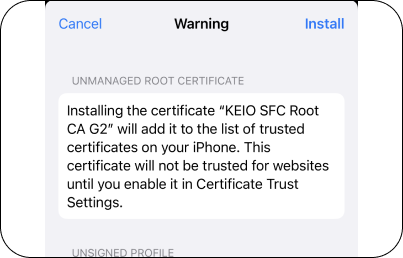 Cancel Warning Install
UNMANAGED ROOT CERTIFICATE
Installing the certificate “KEIO SFC Root
CA G2” will add it to the list of trusted
certificates on your iPhone. This
certificate will not be trusted for websites
until you enable it in Certificate Trust
Settings.
UNSIGNED PROFILE